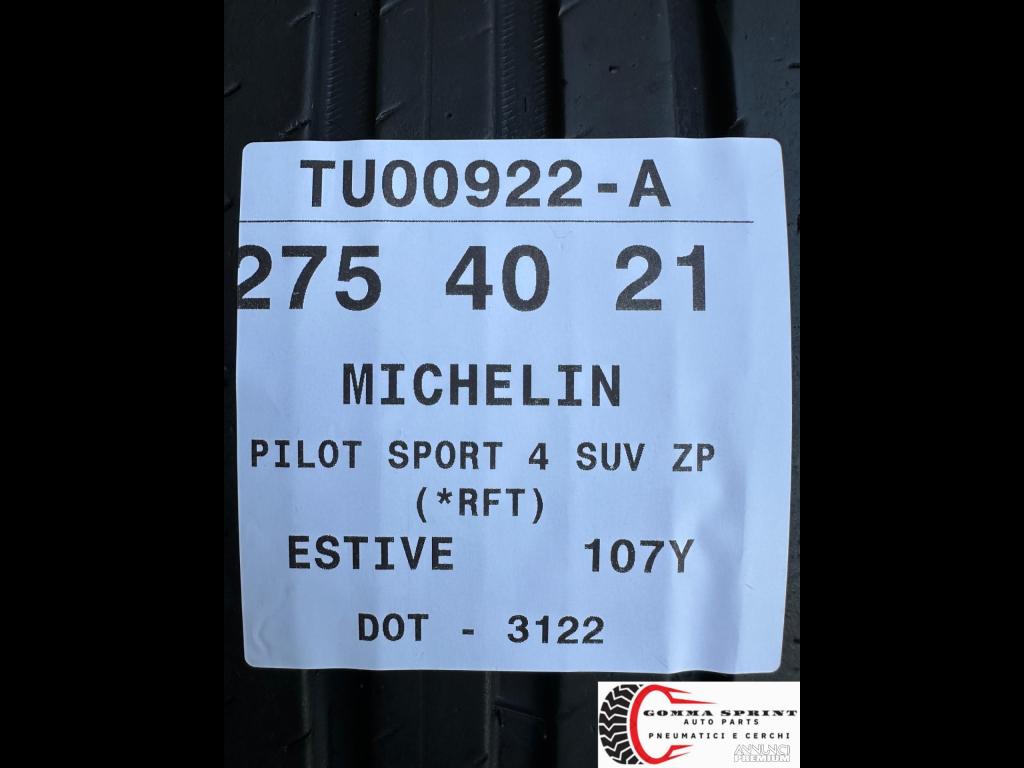 TU00922-A
275 40 21
MICHELIN
PILOT SPORT 4 SUV ZP
(*RFT)
ESTIVE 107Y
DOT - 3122
GOMMA SPRINT
AUTO PARTS
PNEUMATICI E CERCHI
ANNUNCI
PREMIUM